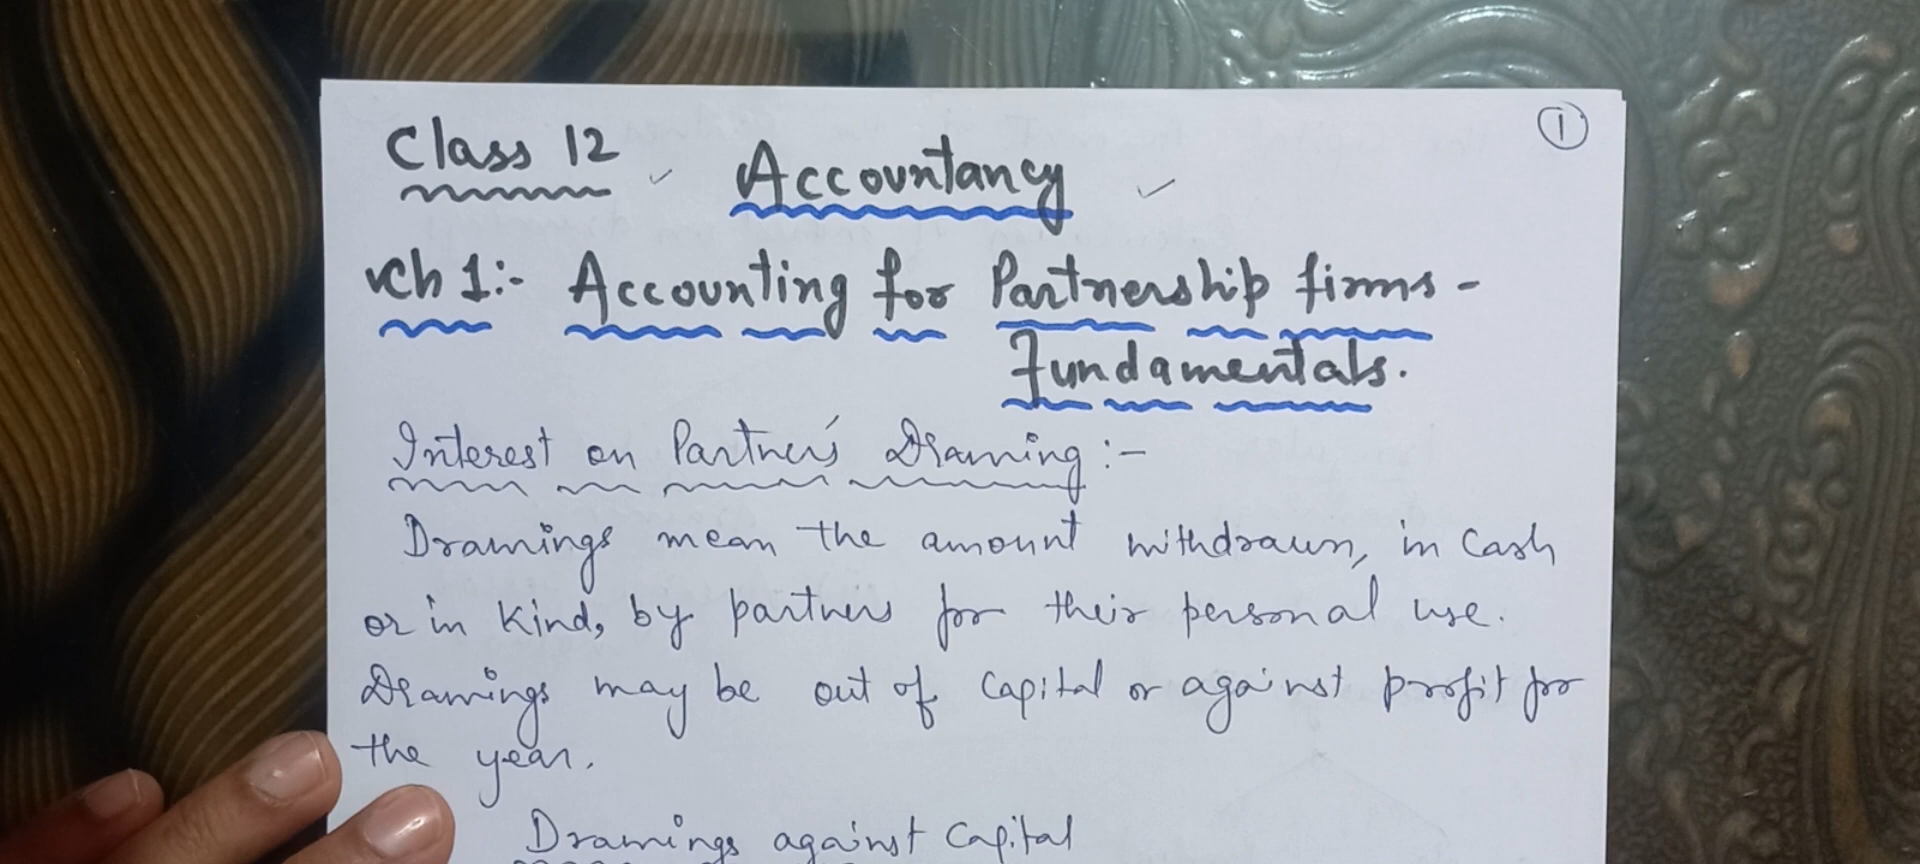 ①
Class 12 Accountancy
Ch 1:- Accounting for Partnership firms -
Fundamentals.
Interest on Partner's Drawing :-
Drawings mean the amount withdrawn, in Cash
or in Kind, by partners for their personal use.
Drawings may be out of Capital or against profit for
the year.
Drawings against Capital